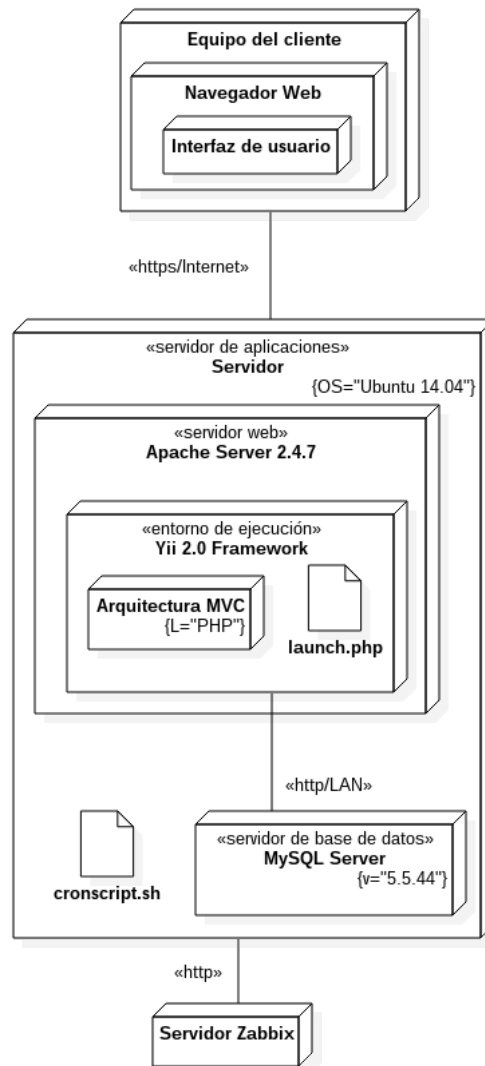 Equipo del cliente
Navegador Web
Interfaz de usuario
«https/Internet»
«servidor de aplicaciones»
Servidor
{OS="Ubuntu 14.04"}
«servidor web»
Apache Server 2.4.7
«entorno de ejecución»
Yii 2.0 Framework
Arquitectura MVC
{L="PHP"}
launch.php
«http/LAN»
«servidor de base de datos»
MySQL Server
{v="5.5.44"}
cronscript.sh
«http»
Servidor Zabbix